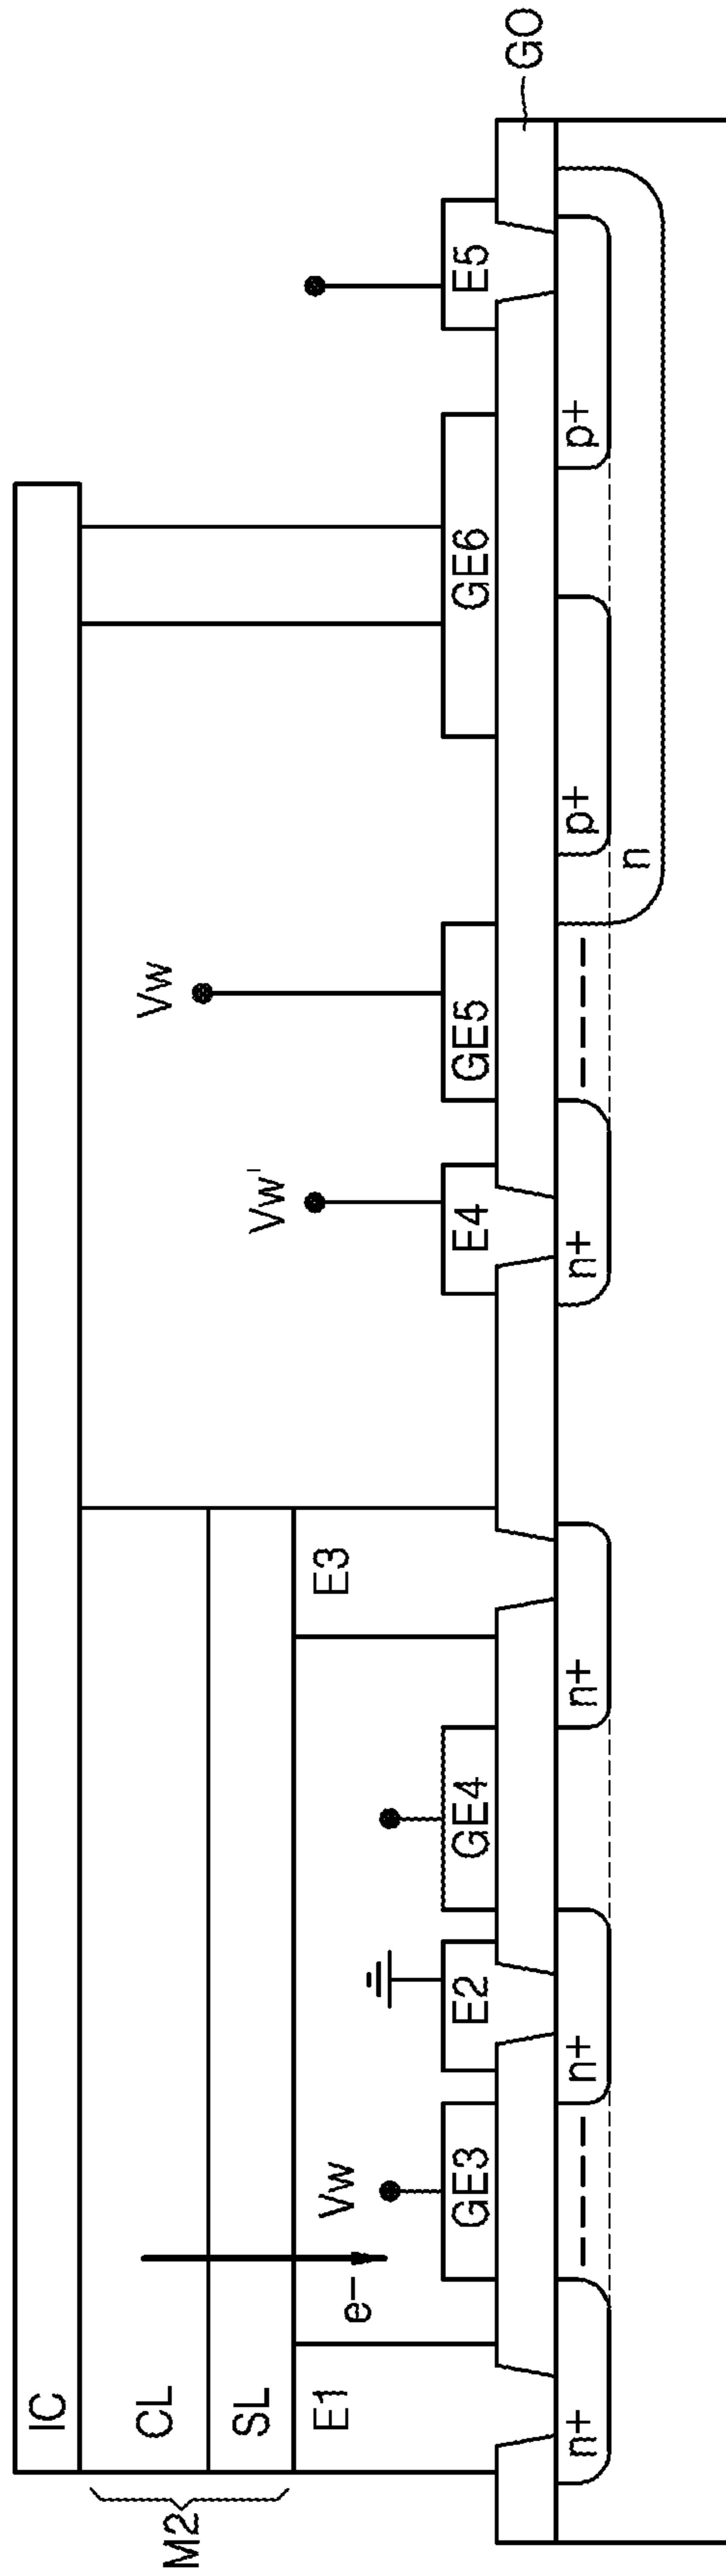 IC
M2
CL
SL
E1
E3
e−
Vw
GE3
E2
GE4
Vw'
E4
Vw
GE5
GE6
E5
GO
n+
n+
n+
n+
n
p+
p+